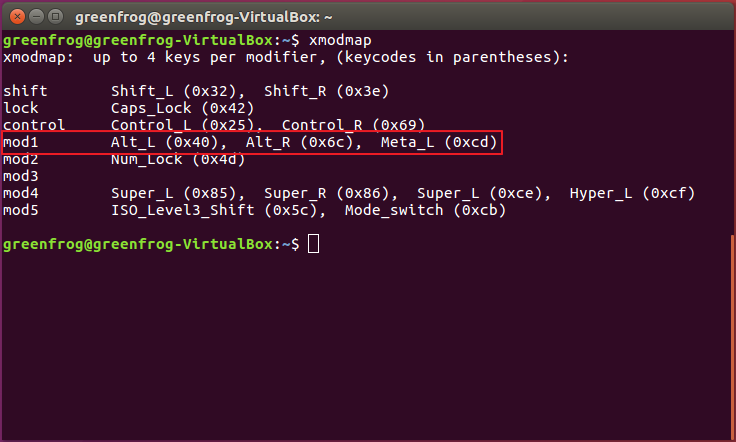 greenfrog@greenfrog-VirtualBox: ~
greenfrog@greenfrog-VirtualBox:~$ xmodmap
xmodmap:  up to 4 keys per modifier, (keycodes in parentheses):
shift       Shift_L (0x32),  Shift_R (0x3e)
lock        Caps_Lock (0x42)
control     Control_L (0x25),  Control_R (0x69)
mod1        Alt_L (0x40),  Alt_R (0x6c),  Meta_L (0xcd)
mod2        Num_Lock (0x4d)
mod3
mod4        Super_L (0x85),  Super_R (0x86),  Super_L (0xce),  Hyper_L (0xcf)
mod5        ISO_Level3_Shift (0x5c),  Mode_switch (0xcb)
greenfrog@greenfrog-VirtualBox:~$